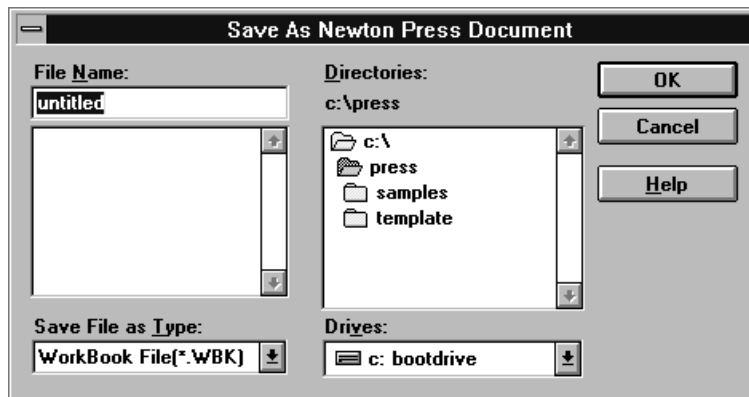 Save As Newton Press Document
File Name:
untitled
Directories:
c:\press
c:\
press
samples
template
OK
Cancel
Help
Save File as Type:
WorkBook File(*.WBK)
Drives:
c: bootdrive